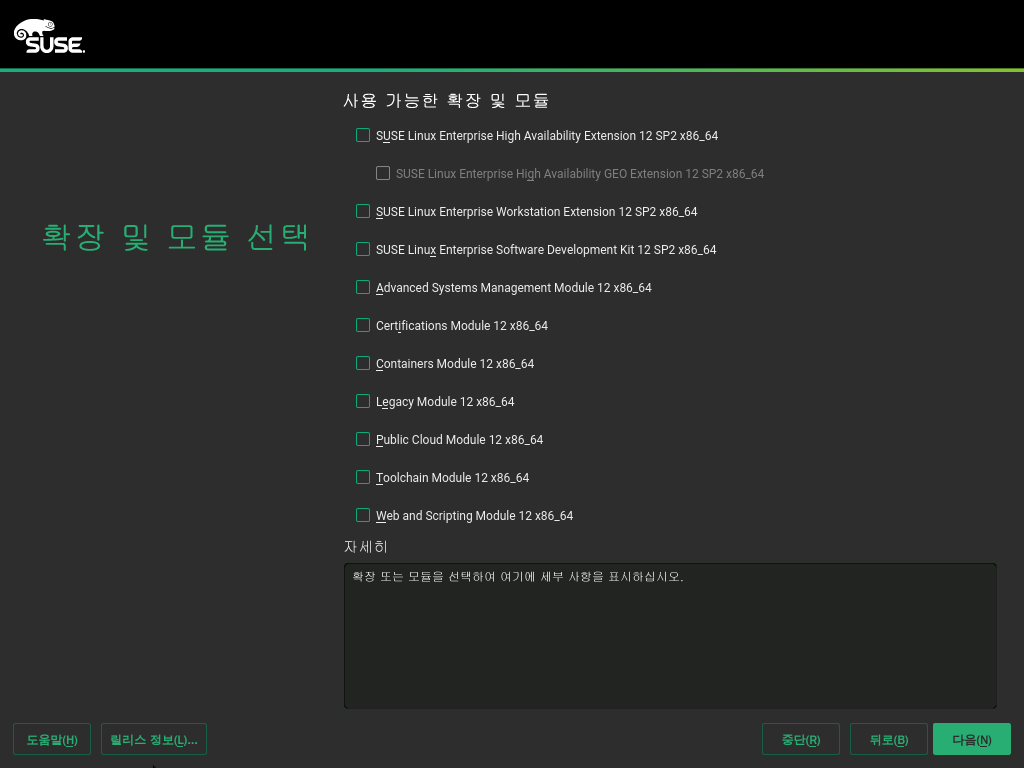 SUSE.
사용 가능한 확장 및 모듈
SUSE Linux Enterprise High Availability Extension 12 SP2 x86_64
SUSE Linux Enterprise High Availability GEO Extension 12 SP2 x86_64
SUSE Linux Enterprise Workstation Extension 12 SP2 x86_64
확장 및 모듈 선택
SUSE Linux Enterprise Software Development Kit 12 SP2 x86_64
Advanced Systems Management Module 12 x86_64
Certifications Module 12 x86_64
Containers Module 12 x86_64
Legacy Module 12 x86_64
Public Cloud Module 12 x86_64
Toolchain Module 12 x86_64
Web and Scripting Module 12 x86_64
자세히
확장 또는 모듈을 선택하여 여기에 세부 사항을 표시하십시오.
도움말(H) 릴리스 정보(L)... 중단(R) 뒤로(B) 다음(N)